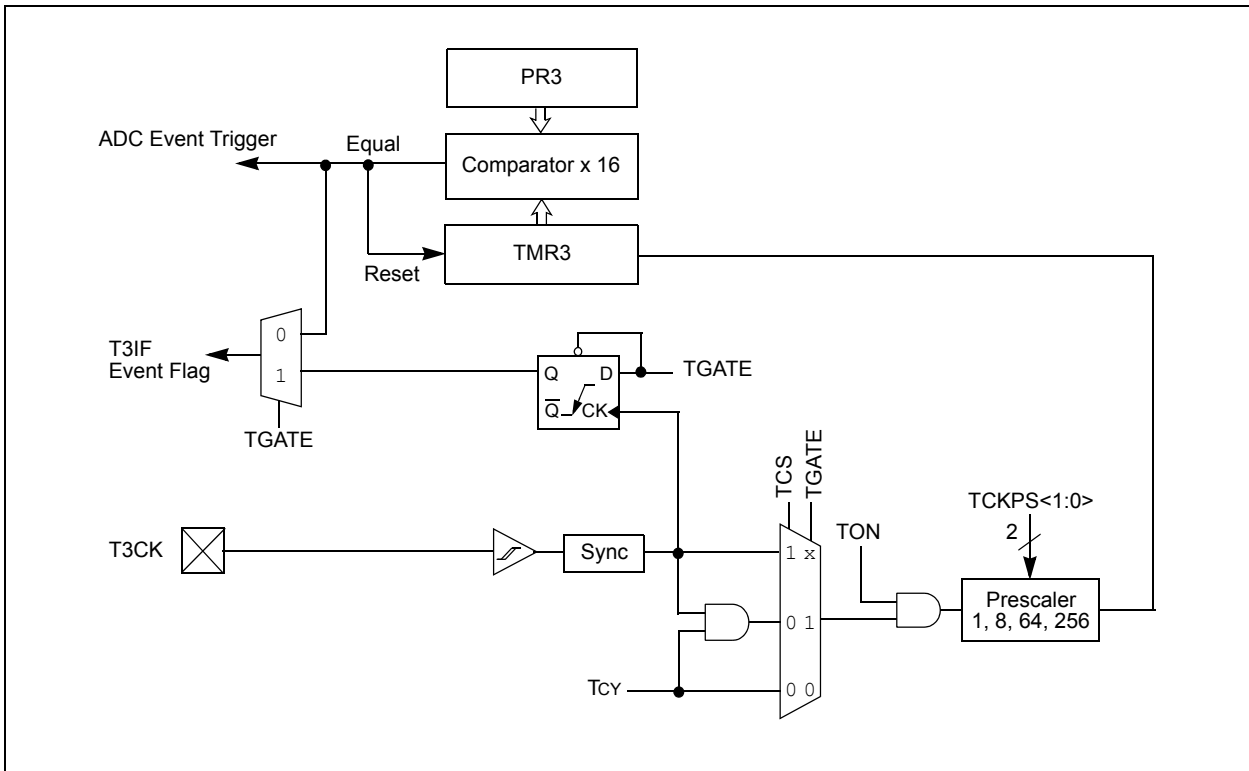 PR3
ADC Event Trigger
Equal
Comparator x 16
TMR3
Reset
0
1
T3IF
Event Flag
TGATE
Q
D
Q̅
CK
TGATE
TCS
TGATE
T3CK
Sync
1 x
0 1
0 0
TCY
TON
TCKPS<1:0>
2
Prescaler
1, 8, 64, 256